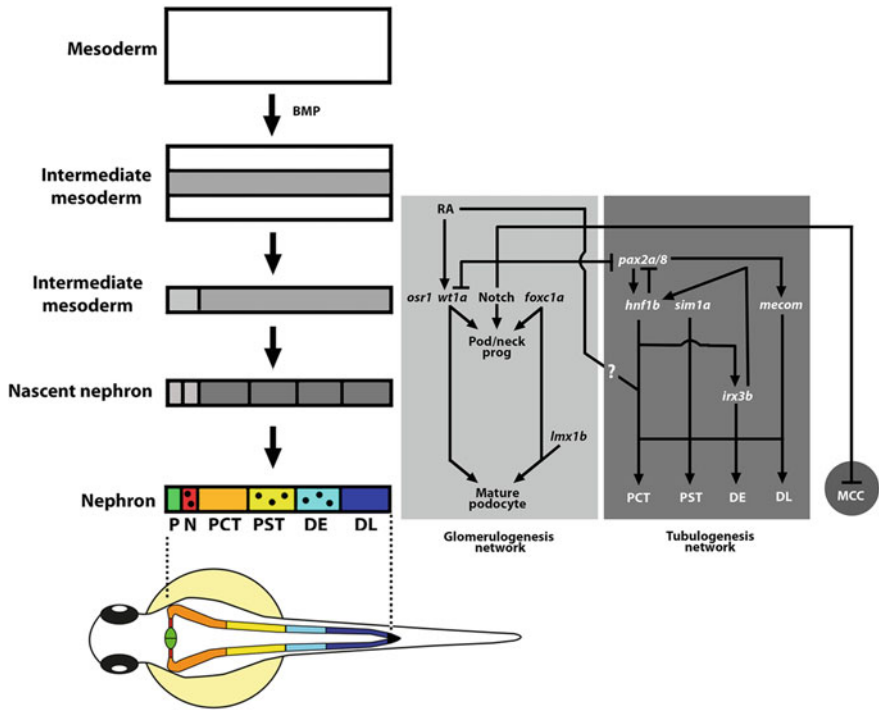 Mesoderm
BMP
Intermediate
mesoderm
Intermediate
mesoderm
Nascent nephron
Nephron
P N PCT PST DE DL
RA
osr1 wt1a Notch foxc1a
Pod/neck
prog
lmx1b
Mature
podocyte
Glomerulogenesis
network
pax2a/8
hnf1b sim1a mecom
?
irx3b
PCT PST DE DL
Tubulogenesis
network
MCC